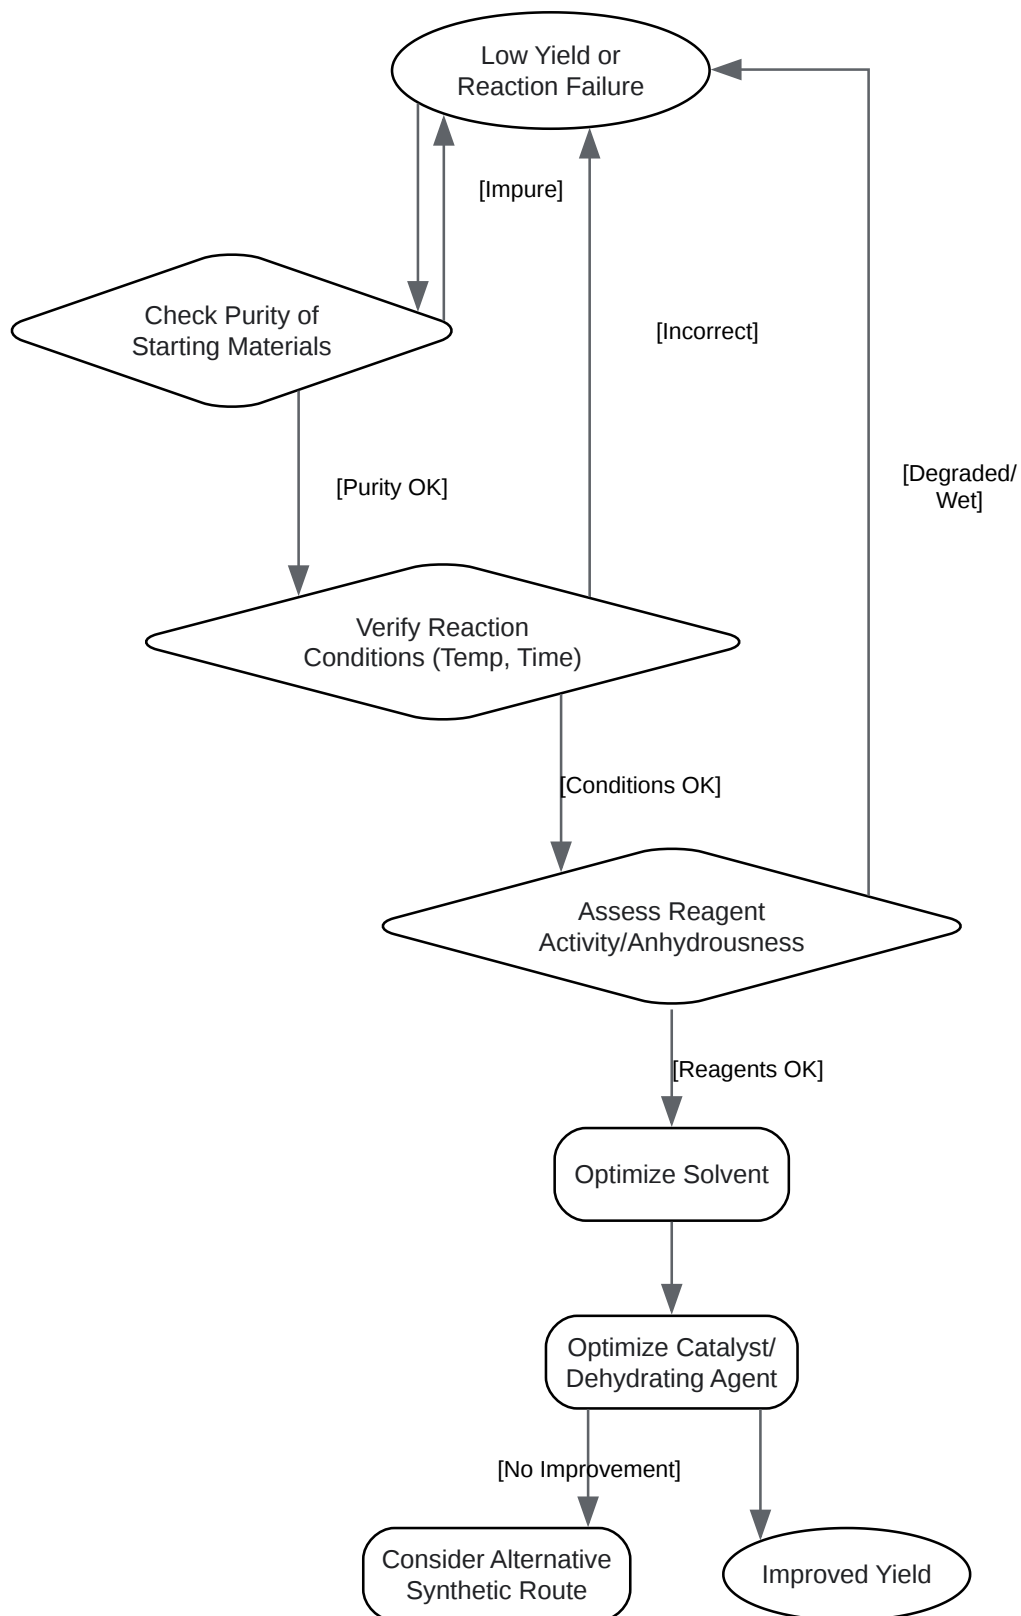 Low Yield or
Reaction Failure
[Impure]
Check Purity of
Starting Materials
[Incorrect]
[Degraded/
Wet]
[Purity OK]
Verify Reaction
Conditions (Temp, Time)
[Conditions OK]
Assess Reagent
Activity/Anhydrousness
[Reagents OK]
Optimize Solvent
Optimize Catalyst/
Dehydrating Agent
[No Improvement]
Consider Alternative
Synthetic Route
Improved Yield